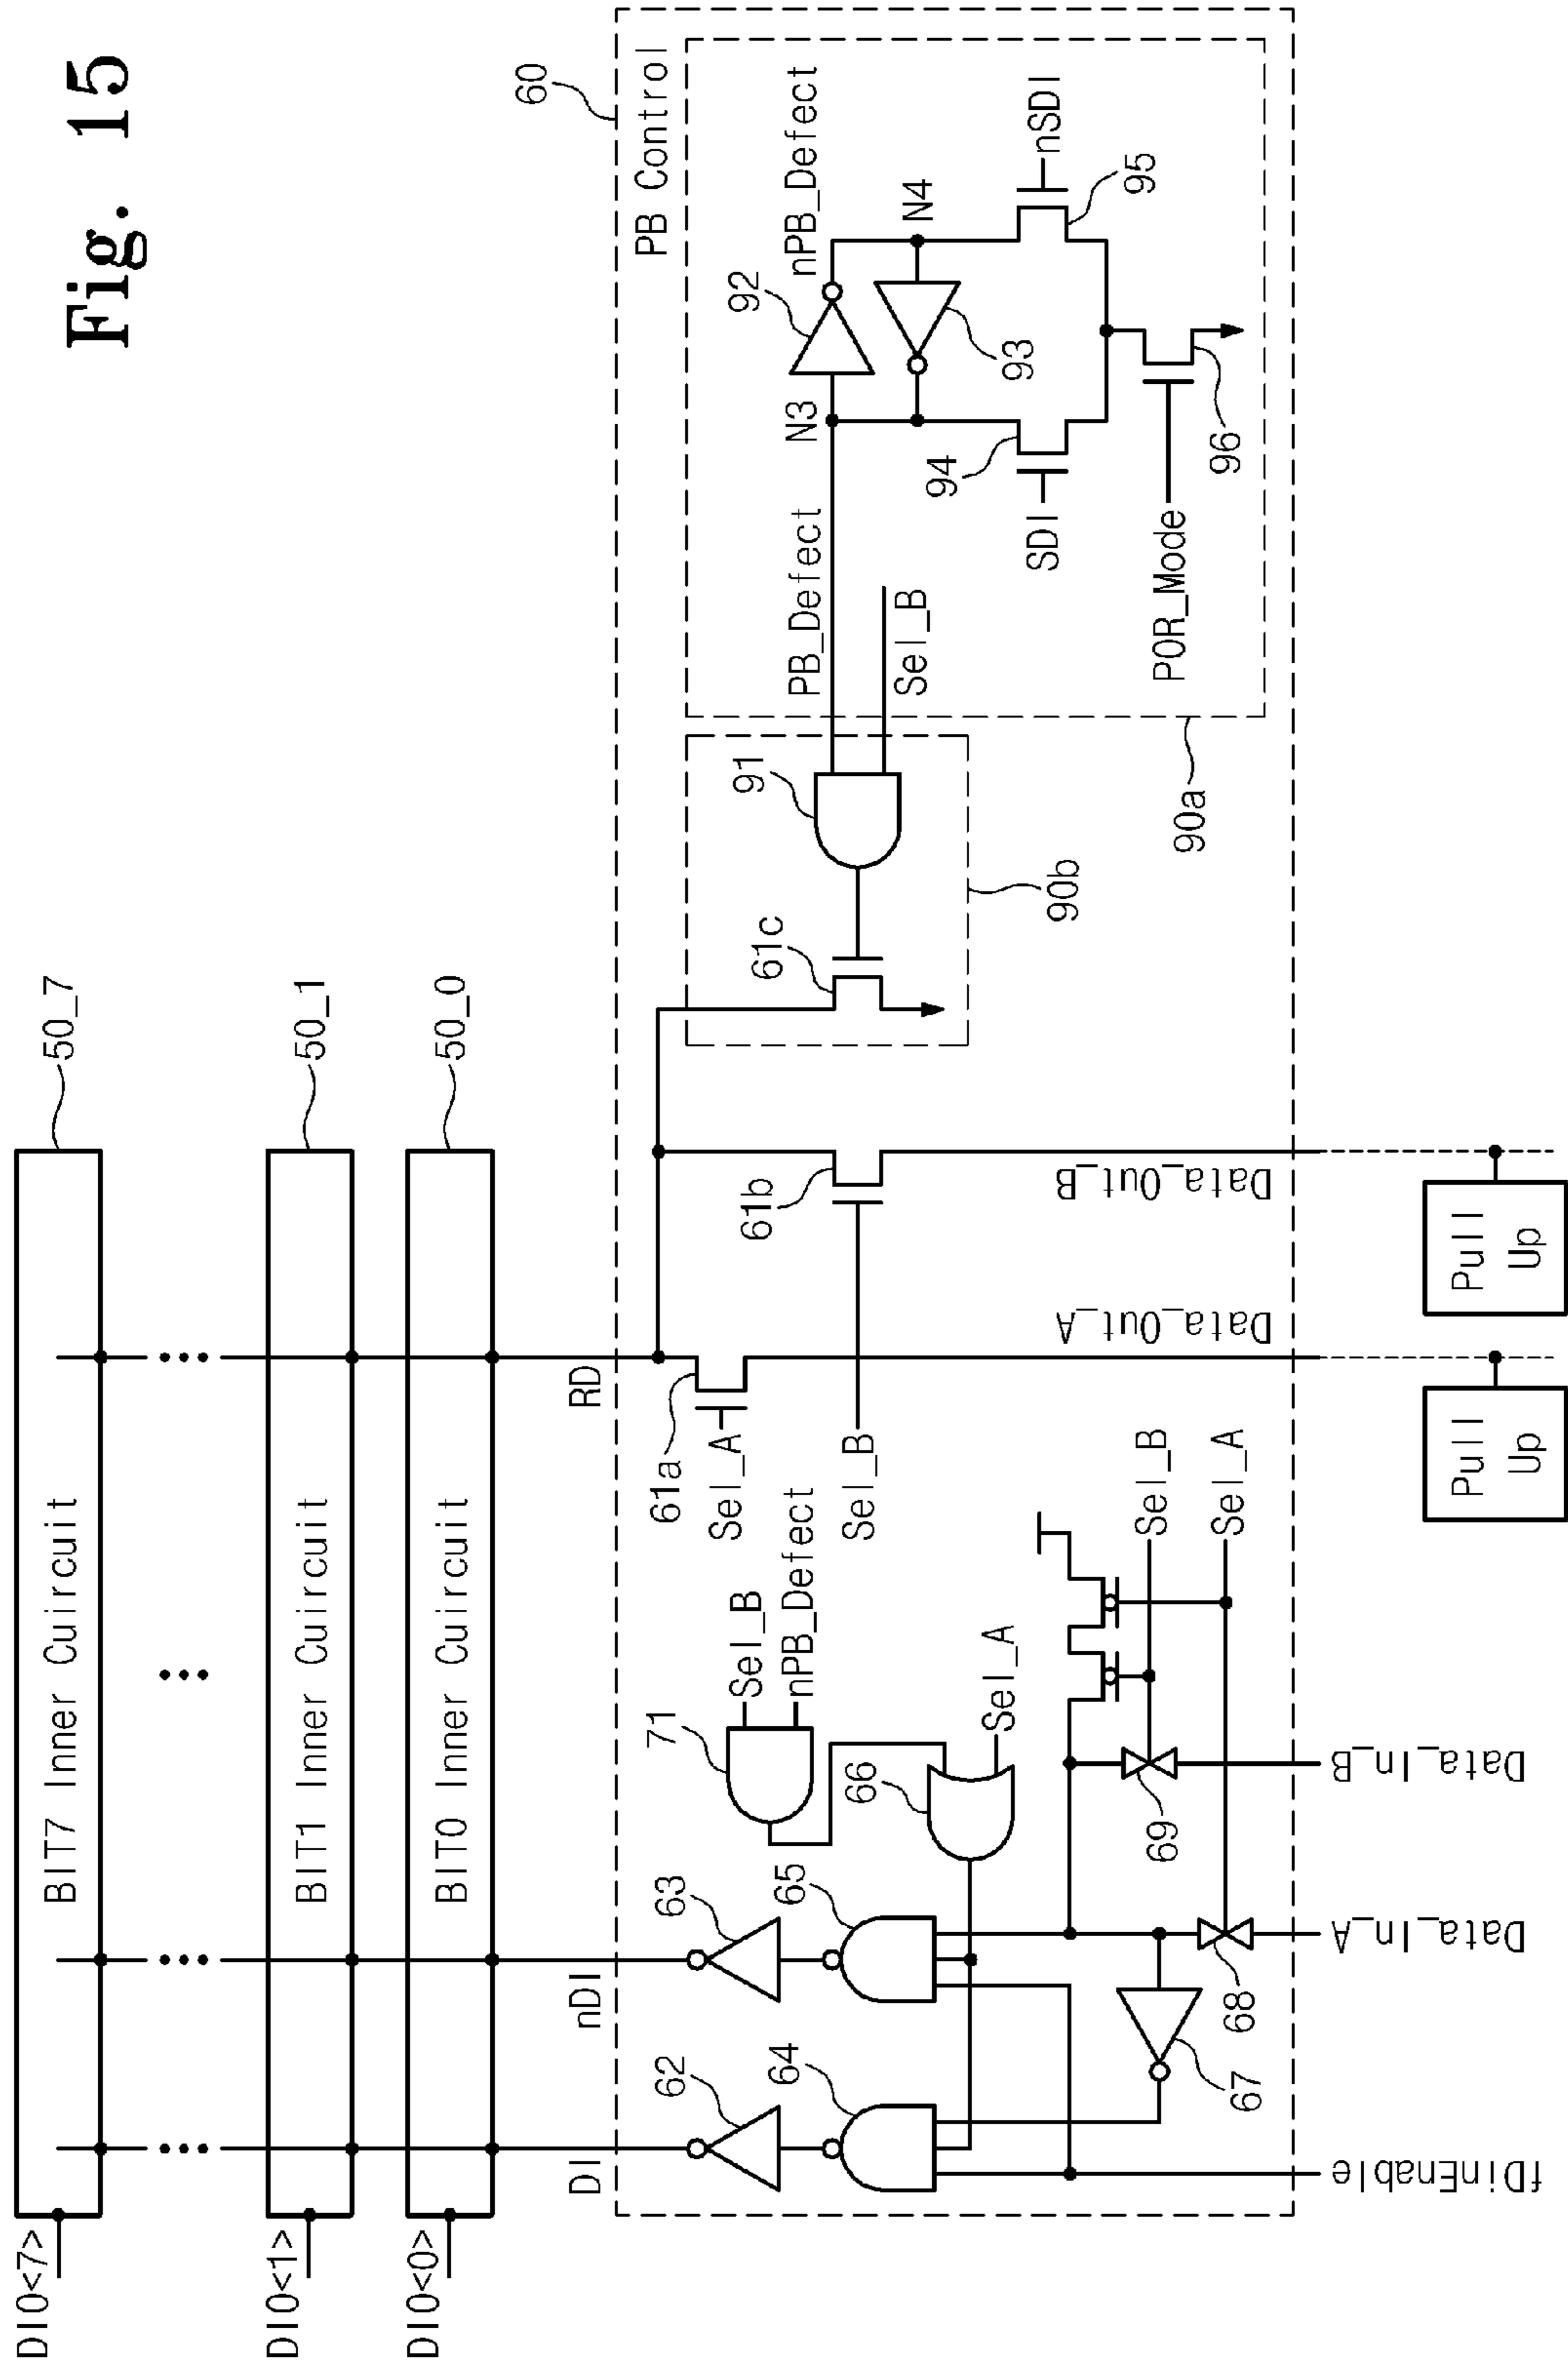 Fig. 15
DIO<7>
BIT7 Inner Cuircuit
50_7
DIO<1>
BIT1 Inner Cuircuit
50_1
DIO<0>
BIT0 Inner Cuircuit
50_0
DI
nDI
RD
60
PB Control
62
63
71
Sel_B
nPB_Defect
61a
Sel_A
61b
Sel_B
61c
91
PB_Defect
Sel_B
N3
92
nPB_Defect
N4
93
94
SDI
95
nSDI
POR_Mode
96
90a
90b
64
65
66
Sel_A
67
68
69
Sel_B
Sel_A
fDinEnable
Data_In_A
Data_In_B
Data_Out_A
Data_Out_B
Pull
Up
Pull
Up